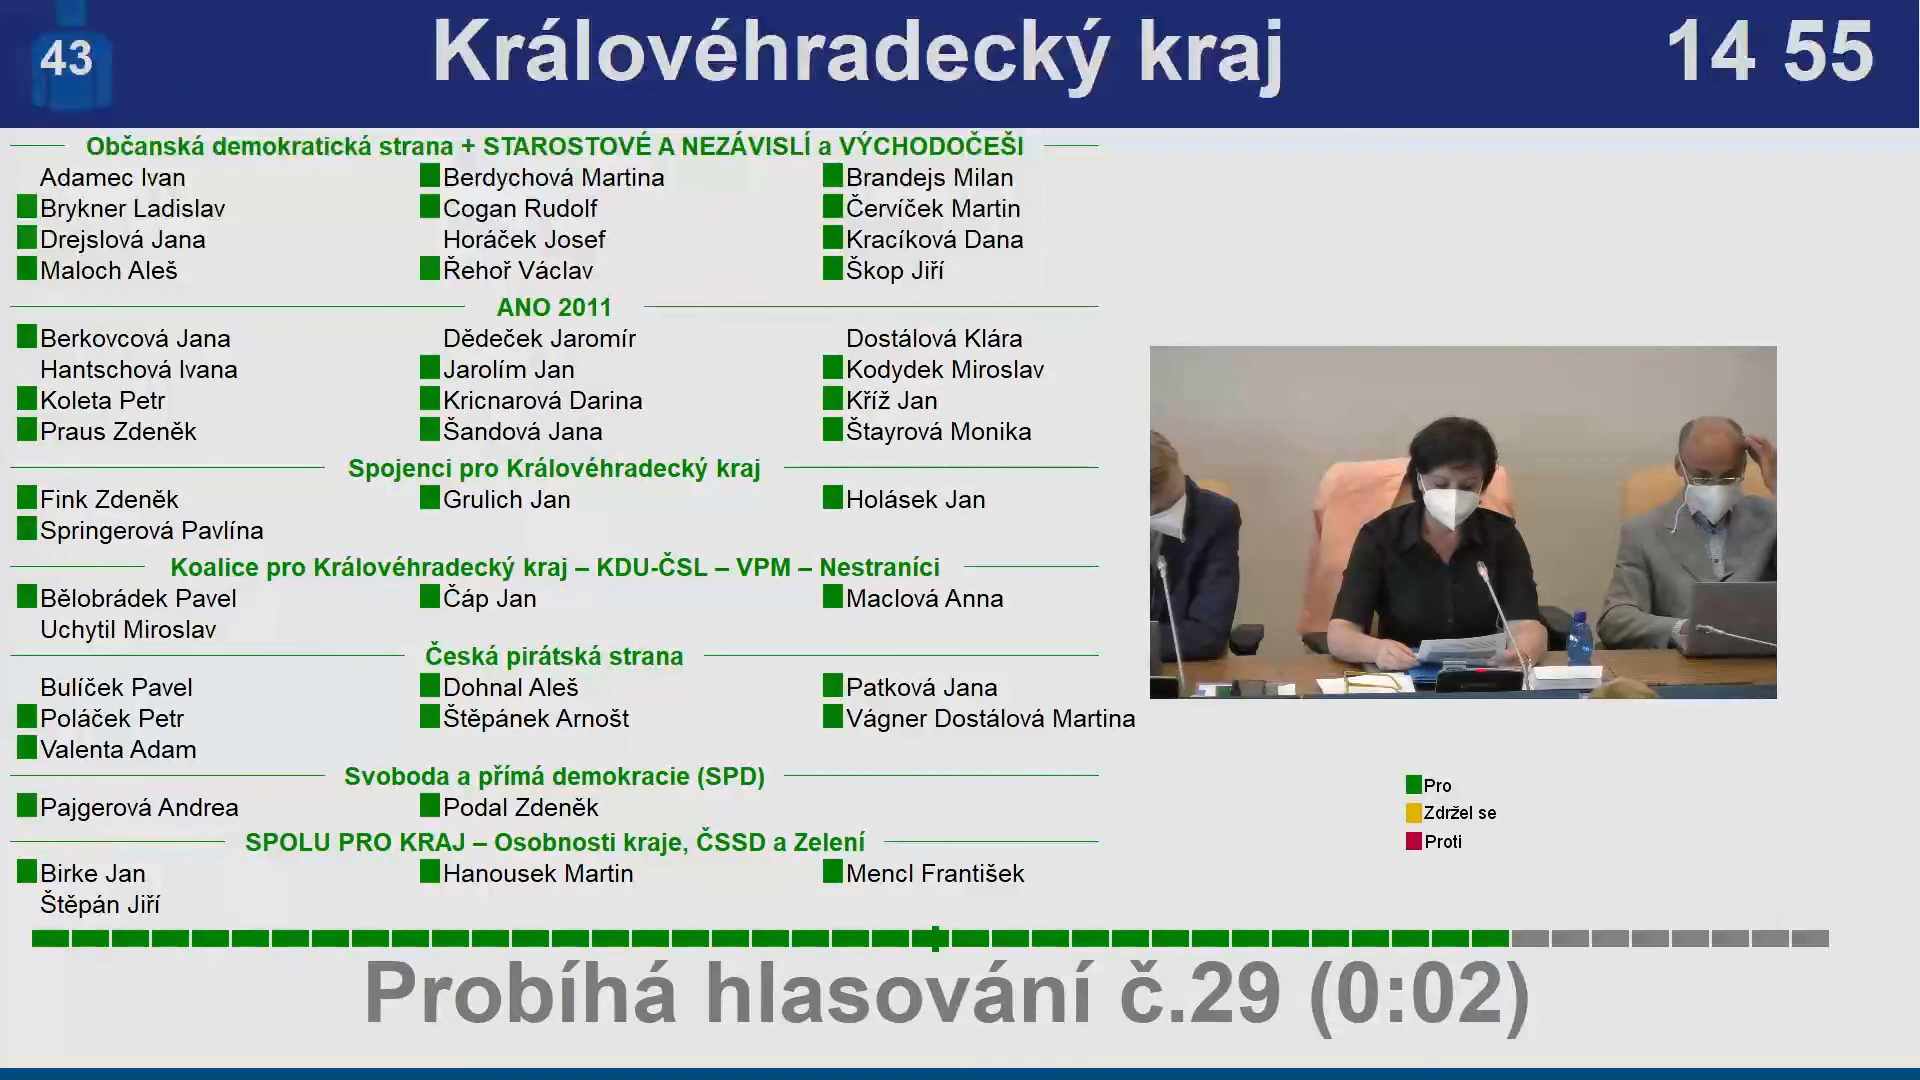 43
Královéhradecký kraj
14 55
Občanská demokratická strana + STAROSTOVÉ A NEZÁVISLÍ a VÝCHODOČEŠI
Adamec Ivan Berdychová Martina Brandejs Milan
Brykner Ladislav Cogan Rudolf Červíček Martin
Drejslová Jana Horáček Josef Kracíková Dana
Maloch Aleš Řehoř Václav Škop Jiří
ANO 2011
Berkovcová Jana Dědeček Jaromír Dostálová Klára
Hantschová Ivana Jarolím Jan Kodydek Miroslav
Koleta Petr Kricnarová Darina Kříž Jan
Praus Zdeněk Šandová Jana Štayrová Monika
Spojenci pro Královéhradecký kraj
Fink Zdeněk Grulich Jan Holásek Jan
Springerová Pavlína
Koalice pro Královéhradecký kraj – KDU-ČSL – VPM – Nestraníci
Bělobrádek Pavel Čáp Jan Maclová Anna
Uchytil Miroslav
Česká pirátská strana
Bulíček Pavel Dohnal Aleš Patková Jana
Poláček Petr Štěpánek Arnošt Vágner Dostálová Martina
Valenta Adam
Svoboda a přímá demokracie (SPD)
Pajgerová Andrea Podal Zdeněk
SPOLU PRO KRAJ – Osobnosti kraje, ČSSD a Zelení
Birke Jan Hanousek Martin Mencl František
Štěpán Jiří
Pro
Zdržel se
Proti
Probíhá hlasování č.29 (0:02)